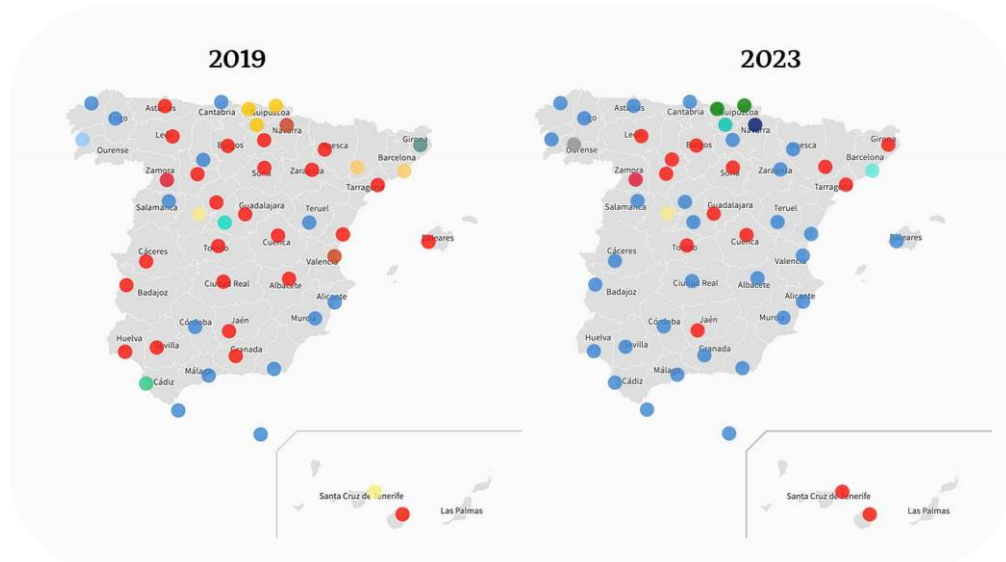 2019
Asturias
Cantabria
Guipúzcoa
Lugo
León
Burgos
Navarra
Huesca
Girona
Ourense
Barcelona
Zamora
Soria
Zaragoza
Tarragona
Salamanca
Guadalajara
Teruel
Cáceres
Toledo
Cuenca
Baleares
Valencia
Badajoz
Ciudad Real
Albacete
Alicante
Córdoba
Jaén
Murcia
Huelva
Sevilla
Granada
Málaga
Cádiz
Santa Cruz de Tenerife
Las Palmas
2023
Asturias
Cantabria
Guipúzcoa
Lugo
León
Burgos
Navarra
Huesca
Girona
Ourense
Barcelona
Zamora
Soria
Zaragoza
Tarragona
Salamanca
Guadalajara
Teruel
Cáceres
Toledo
Cuenca
Baleares
Valencia
Badajoz
Ciudad Real
Albacete
Alicante
Córdoba
Jaén
Murcia
Huelva
Sevilla
Granada
Málaga
Cádiz
Santa Cruz de Tenerife
Las Palmas